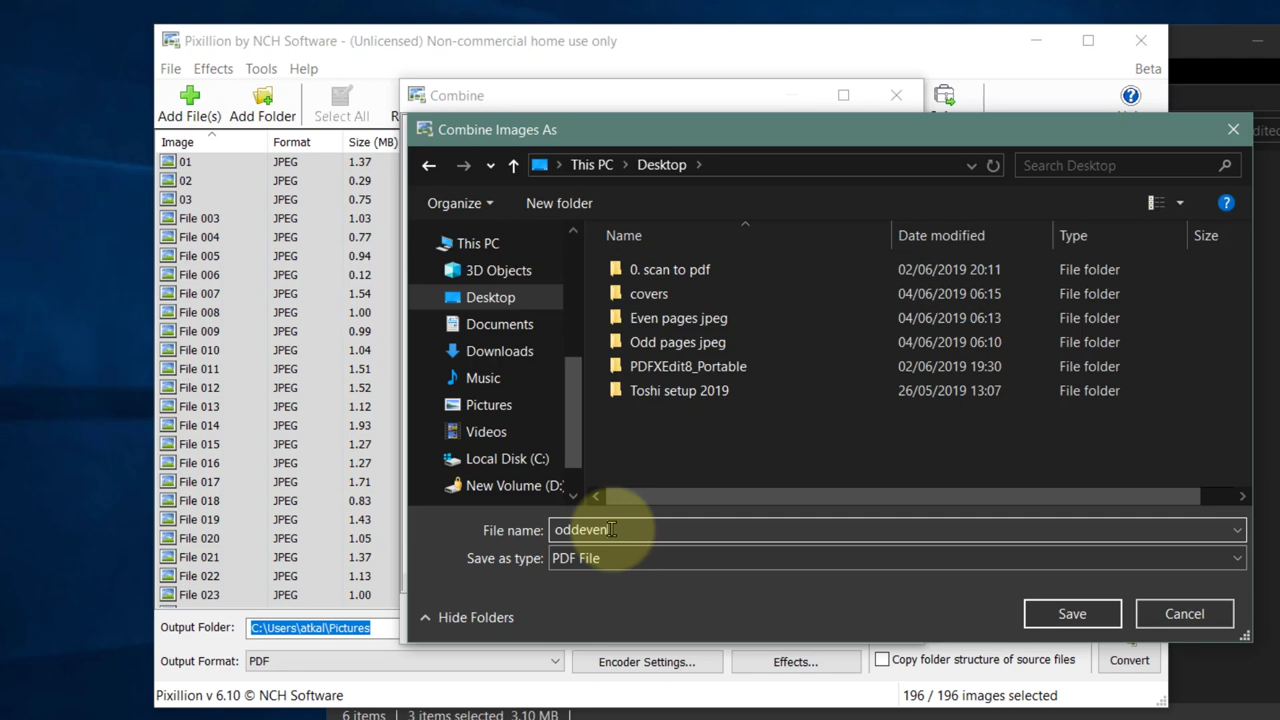 Pixillion by NCH Software - (Unlicensed) Non-commercial home use only
File Effects Tools Help
Beta
Add File(s) Add Folder Select All
Combine
Image Format Size (MB)
01 JPEG 1.37
02 JPEG 0.29
03 JPEG 0.75
File 003 JPEG 1.03
File 004 JPEG 0.77
File 005 JPEG 0.94
File 006 JPEG 0.12
File 007 JPEG 1.54
File 008 JPEG 1.00
File 009 JPEG 0.99
File 010 JPEG 1.04
File 011 JPEG 1.51
File 012 JPEG 1.52
File 013 JPEG 1.12
File 014 JPEG 1.93
File 015 JPEG 1.27
File 016 JPEG 1.27
File 017 JPEG 1.71
File 018 JPEG 0.83
File 019 JPEG 1.43
File 020 JPEG 1.05
File 021 JPEG 1.37
File 022 JPEG 1.13
File 023 JPEG 1.00
Combine Images As
This PC Desktop
Search Desktop
Organize New folder
This PC
3D Objects
Desktop
Documents
Downloads
Music
Pictures
Videos
Local Disk (C:)
New Volume (D:
Name Date modified Type Size
0. scan to pdf 02/06/2019 20:11 File folder
covers 04/06/2019 06:15 File folder
Even pages jpeg 04/06/2019 06:13 File folder
Odd pages jpeg 04/06/2019 06:10 File folder
PDFXEdit8_Portable 02/06/2019 19:30 File folder
Toshi setup 2019 26/05/2019 13:07 File folder
File name: oddeven
Save as type: PDF File
Hide Folders
Save Cancel
Output Folder: C:\Users\atkal\Pictures
Output Format: PDF
Encoder Settings... Effects... Copy folder structure of source files Convert
Pixillion v 6.10 © NCH Software 196 / 196 images selected
6 items 3 items selected 3.10 MB